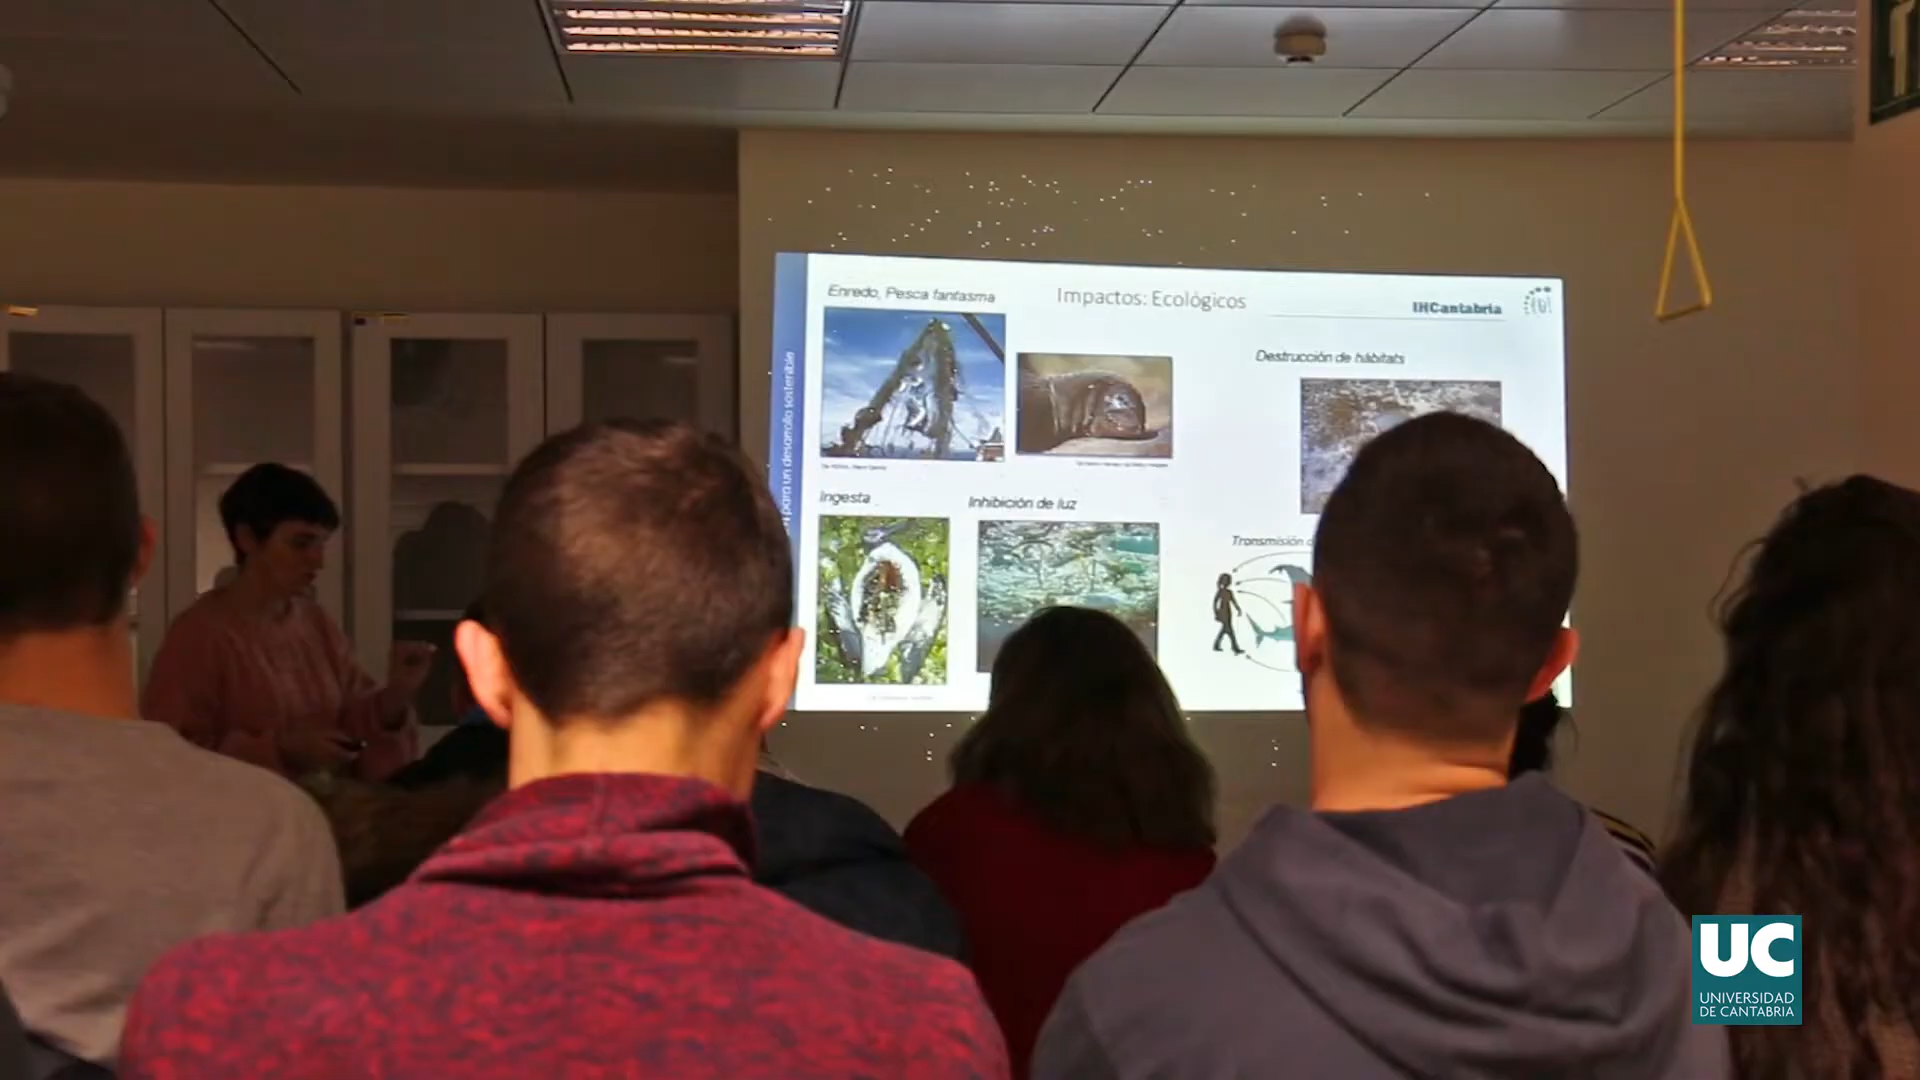 Enredo, Pesca fantasma
Impactos: Ecológicos
IHCantabria
Destrucción de hábitats
para un desarrollo sostenible
Ingesta
Inhibición de luz
Transmisión
UC
UNIVERSIDAD
DE CANTABRIA